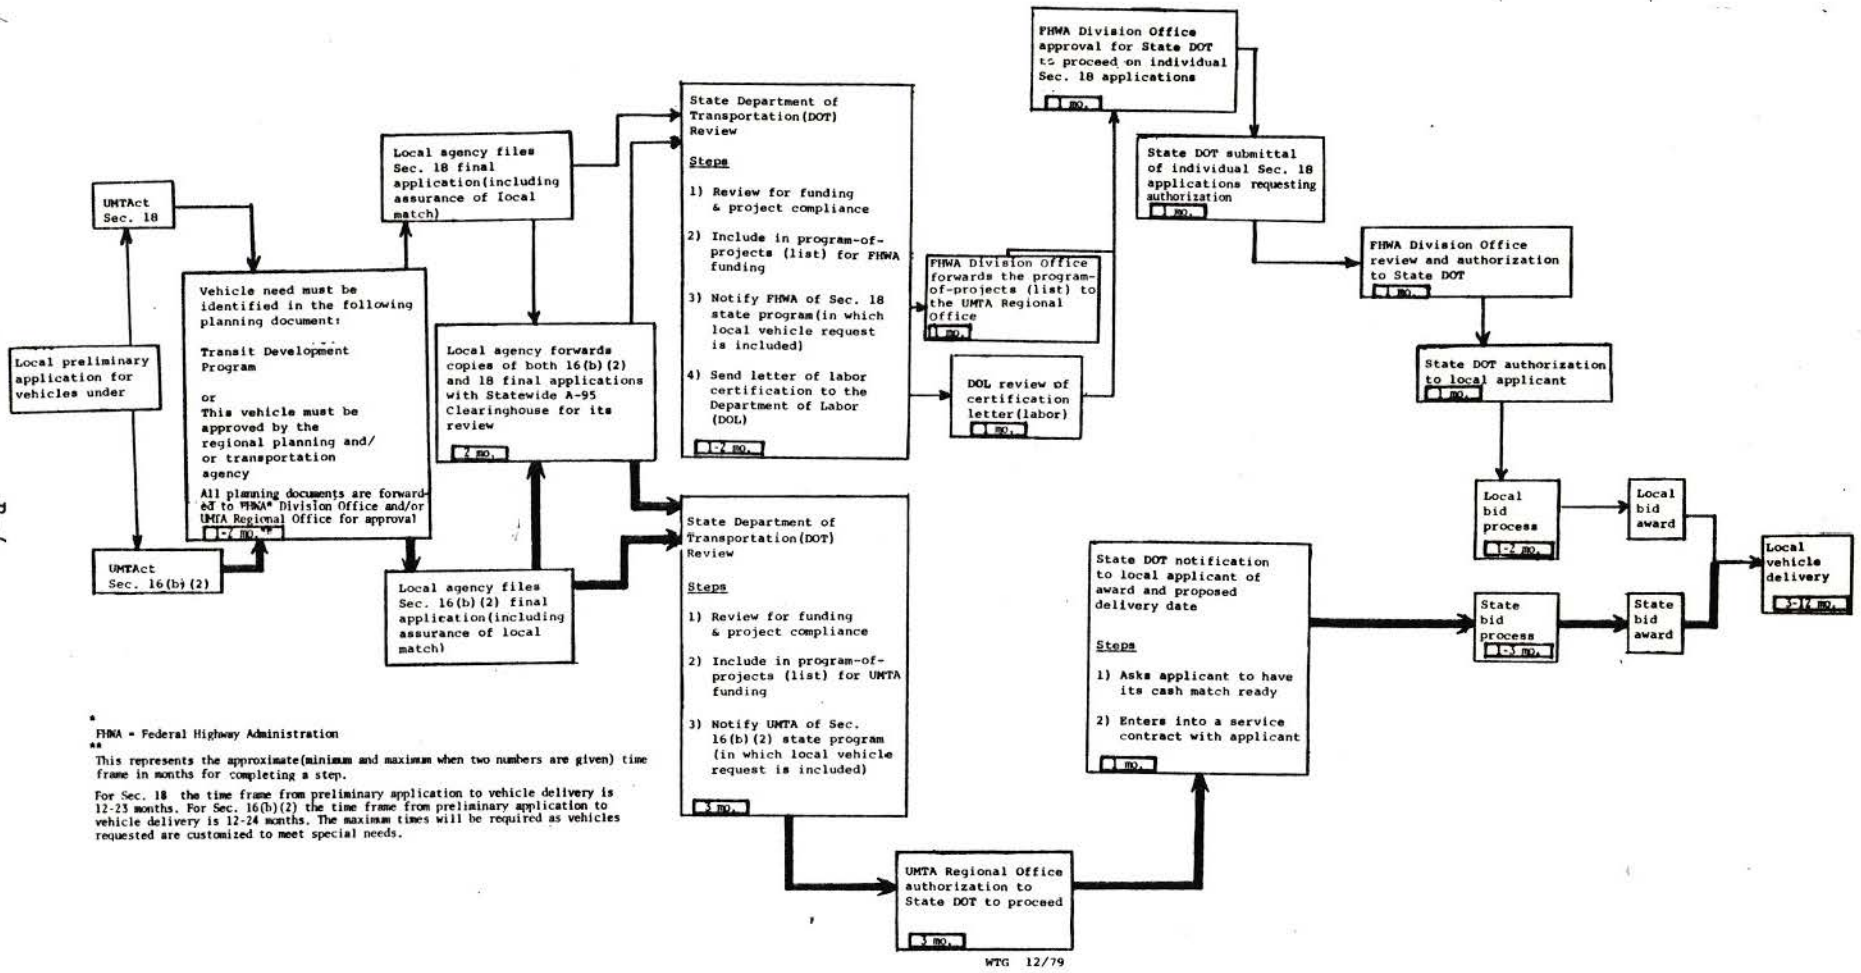 Local preliminary
application for
vehicles under
UMTAct
Sec. 18
UMTAct
Sec. 16(b)(2)
Vehicle need must be
identified in the following
planning document:
Transit Development
Program
or
This vehicle must be
approved by the
regional planning and/
or transportation
agency
All planning documents are forward-
ed to FHWA* Division Office and/or
UMTA Regional Office for approval
1-2 mo.**
Local agency files
Sec. 18 final
application(including
assurance of local
match)
Local agency forwards
copies of both 16(b)(2)
and 18 final applications
with Statewide A-95
Clearinghouse for its
review
2 mo.
Local agency files
Sec. 16(b)(2) final
application(including
assurance of local
match)
State Department of
Transportation(DOT)
Review
Steps
1) Review for funding
& project compliance
2) Include in program-of-
projects (list) for FHWA
funding
3) Notify FHWA of Sec. 18
state program(in which
local vehicle request
is included)
4) Send letter of labor
certification to the
Department of Labor
(DOL)
1-2 mo.
State Department of
Transportation(DOT)
Review
Steps
1) Review for funding
& project compliance
2) Include in program-of-
projects (list) for UMTA
funding
3) Notify UMTA of Sec.
16(b)(2) state program
(in which local vehicle
request is included)
3 mo.
FHWA Division Office
forwards the program-
of-projects (list) to
the UMTA Regional
Office
1 mo.
DOL review of
certification
letter(labor)
1 mo.
FHWA Division Office
approval for State DOT
to proceed on individual
Sec. 18 applications
1 mo.
State DOT submittal
of individual Sec. 18
applications requesting
authorization
1 mo.
FHWA Division Office
review and authorization
to State DOT
1 mo.
State DOT authorization
to local applicant
1 mo.
Local
bid
process
1-2 mo.
Local
bid
award
UMTA Regional Office
authorization to
State DOT to proceed
3 mo.
State DOT notification
to local applicant of
award and proposed
delivery date
Steps
1) Asks applicant to have
its cash match ready
2) Enters into a service
contract with applicant
1 mo.
State
bid
process
1-3 mo.
State
bid
award
Local
vehicle
delivery
3-12 mo.
*
FHWA = Federal Highway Administration
**
This represents the approximate(minimum and maximum when two numbers are given) time
frame in months for completing a step.
For Sec. 18 the time frame from preliminary application to vehicle delivery is
12-23 months. For Sec. 16(b)(2) the time frame from preliminary application to
vehicle delivery is 12-24 months. The maximum times will be required as vehicles
requested are customized to meet special needs.
WTG 12/79